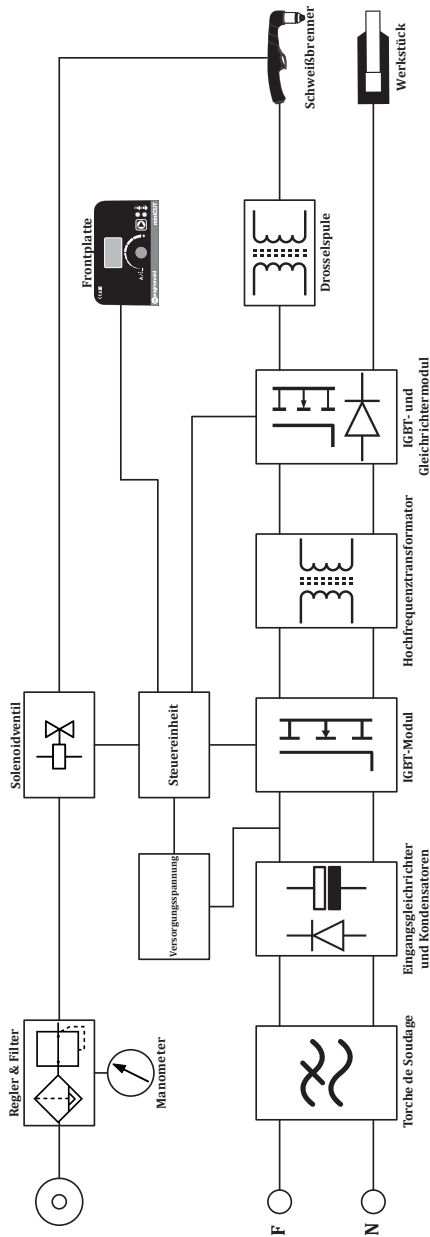 Regler & Filter
Manometer
Solenoidventil
Frontplatte
Versorgungsspannung
Steuereinheit
F
N
Torche de Soudage
Eingangsgleichrichter
und Kondensatoren
IGBT-Modul
Hochfrequenztransformator
IGBT- und
Gleichrichtermodul
Drosselspule
Schweißbrenner
Werkstück